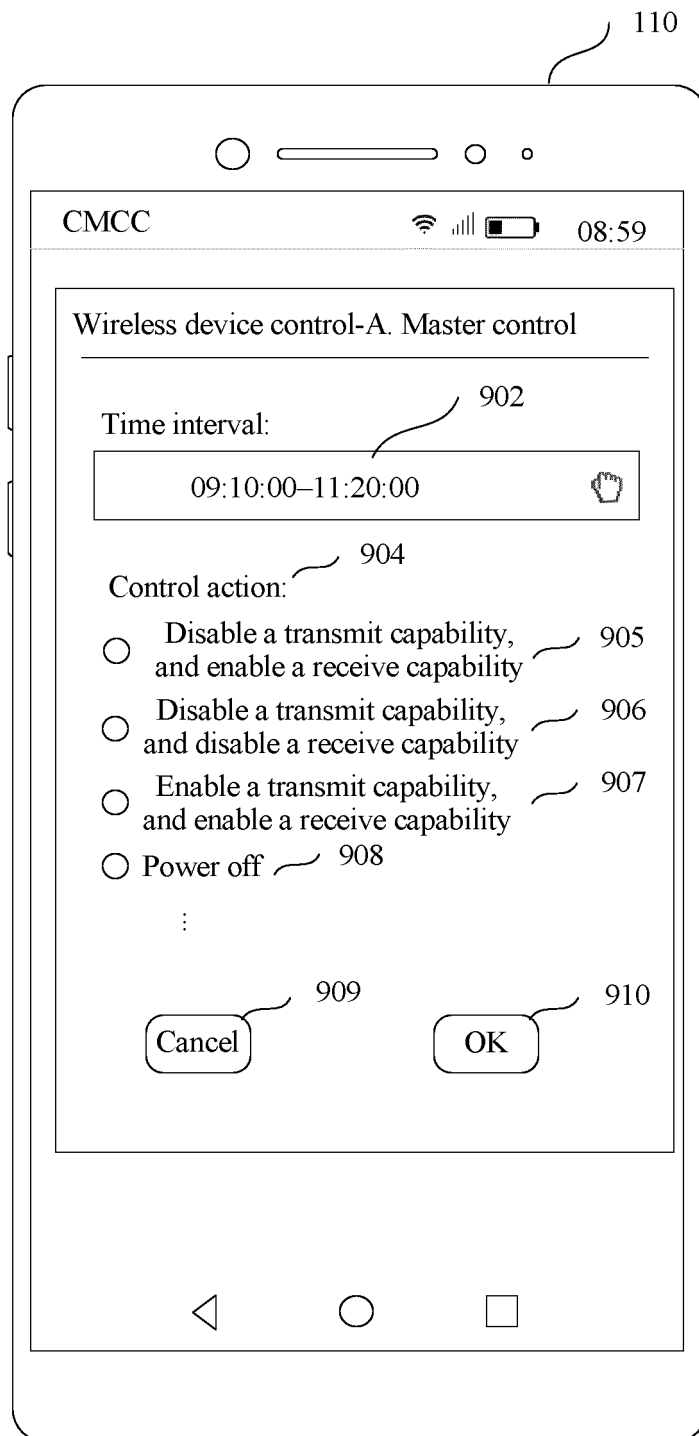 110
CMCC 08:59
Wireless device control-A. Master control
902
Time interval:
09:10:00–11:20:00
904
Control action:
Disable a transmit capability,
and enable a receive capability
905
Disable a transmit capability,
and disable a receive capability
906
Enable a transmit capability,
and enable a receive capability
907
Power off
908
⋮
909
910
Cancel
OK